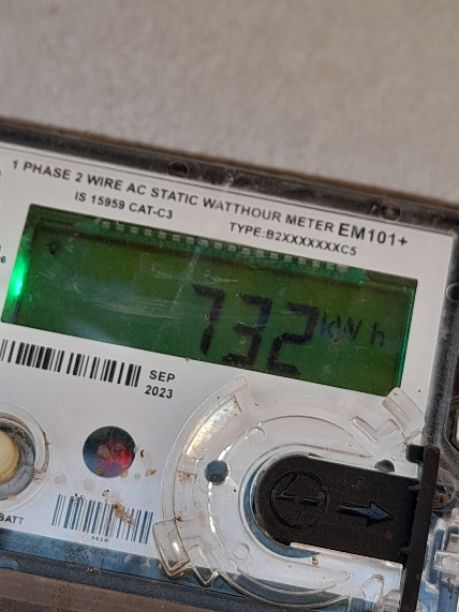 1 PHASE 2 WIRE AC STATIC WATTHOUR METER EM101+
IS 15959 CAT-C3
TYPE:B2XXXXXXXC5
732 kWh
SEP
2023
BATT